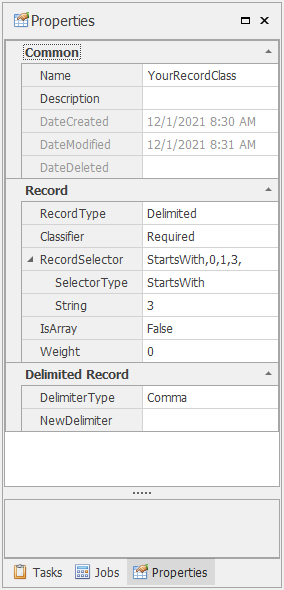 Properties
Common
Name YourRecordClass
Description
DateCreated 12/1/2021 8:30 AM
DateModified 12/1/2021 8:31 AM
DateDeleted
Record
RecordType Delimited
Classifier Required
RecordSelector StartsWith,0,1,3,
SelectorType StartsWith
String 3
IsArray False
Weight 0
Delimited Record
DelimiterType Comma
NewDelimiter
Tasks Jobs Properties